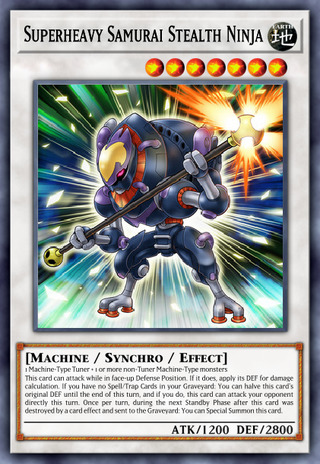 Superheavy Samurai Stealth Ninja
EARTH
地
[Machine / Synchro / Effect]
1 Machine-Type Tuner + 1 or more non-Tuner Machine-Type monsters
This card can attack while in face-up Defense Position. If it does, apply its DEF for damage
calculation. If you have no Spell/Trap Cards in your Graveyard: You can halve this card's
original DEF until the end of this turn, and if you do, this card can attack your opponent
directly this turn. Once per turn, during the next Standby Phase after this card was
destroyed by a card effect and sent to the Graveyard: You can Special Summon this card.
ATK/1200 DEF/2800